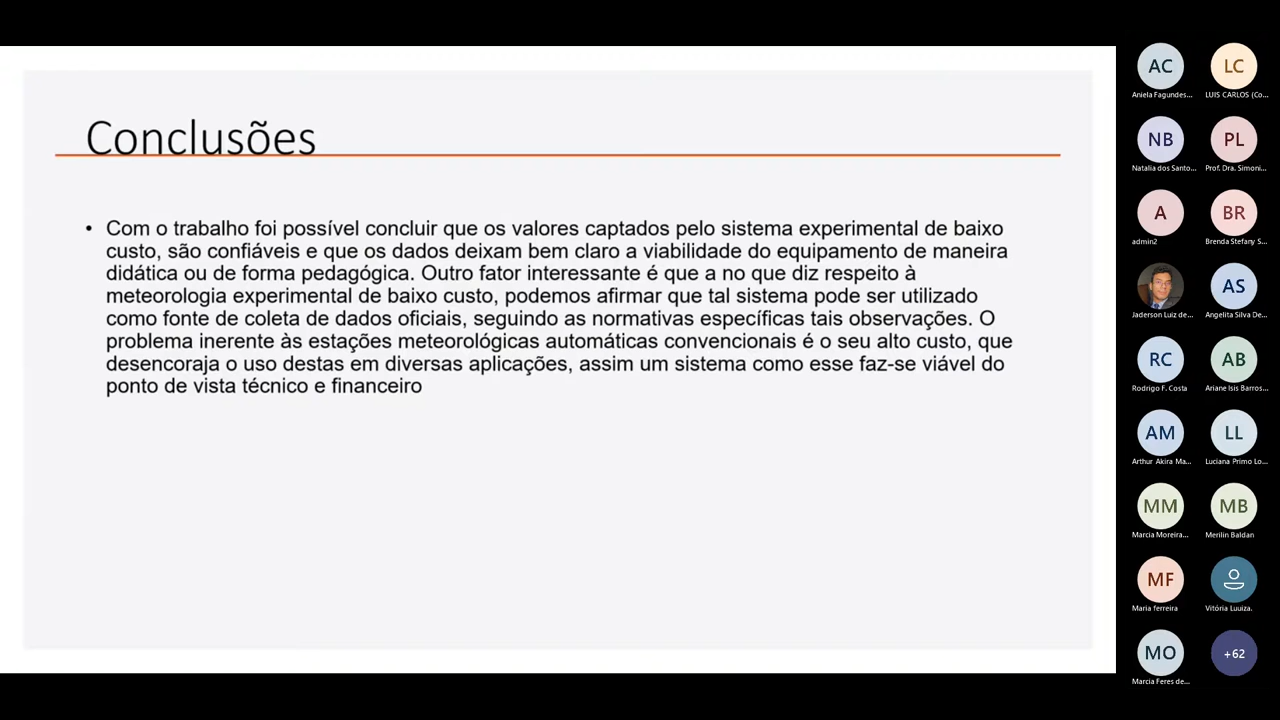 Conclusões
• Com o trabalho foi possível concluir que os valores captados pelo sistema experimental de baixo
custo, são confiáveis e que os dados deixam bem claro a viabilidade do equipamento de maneira
didática ou de forma pedagógica. Outro fator interessante é que a no que diz respeito à
meteorologia experimental de baixo custo, podemos afirmar que tal sistema pode ser utilizado
como fonte de coleta de dados oficiais, seguindo as normativas específicas tais observações. O
problema inerente às estações meteorológicas automáticas convencionais é o seu alto custo, que
desencoraja o uso destas em diversas aplicações, assim um sistema como esse faz-se viável do
ponto de vista técnico e financeiro
AC LC
Aniela Fagundes... LUIS CARLOS (Co...
NB PL
Natalia dos Santo... Prof. Dra. Simoni...
A BR
admin2 Brenda Stefany S...
AS
Jaderson Luiz de... Angelita Silva De...
RC AB
Rodrigo F. Costa Ariane Isis Barros...
AM LL
Arthur Akira Ma... Luciana Primo Lo...
MM MB
Marcia Moreira... Merilin Baldan
MF
Maria ferreira Vitória Luuiza.
MO +62
Marcia Feres de...